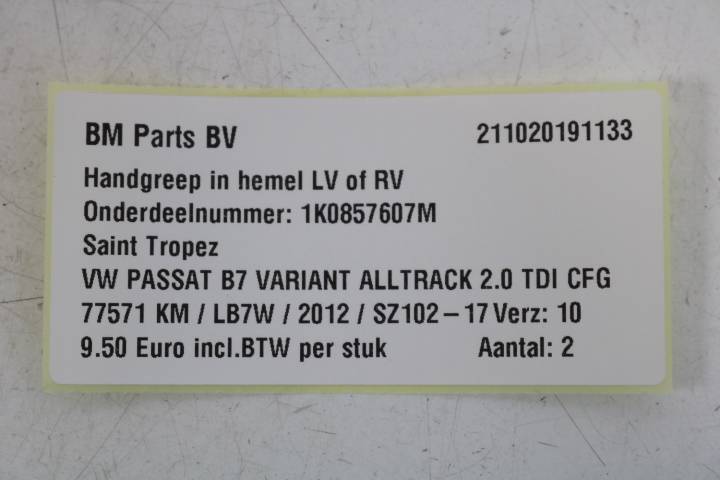 BM Parts BV 211020191133
Handgreep in hemel LV of RV
Onderdeelnummer: 1K0857607M
Saint Tropez
VW PASSAT B7 VARIANT ALLTRACK 2.0 TDI CFG
77571 KM / LB7W / 2012 / SZ102-17 Verz: 10
9.50 Euro incl.BTW per stuk Aantal: 2